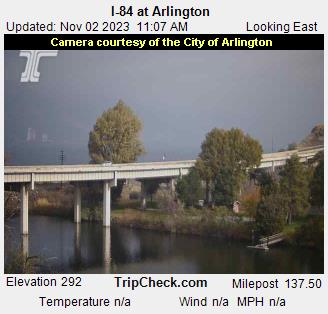 I-84 at Arlington
Updated: Nov 02 2023 11:07 AM Looking East
Camera courtesy of the City of Arlington
Elevation 292 TripCheck.com Milepost 137.50
Temperature n/a Wind n/a MPH n/a